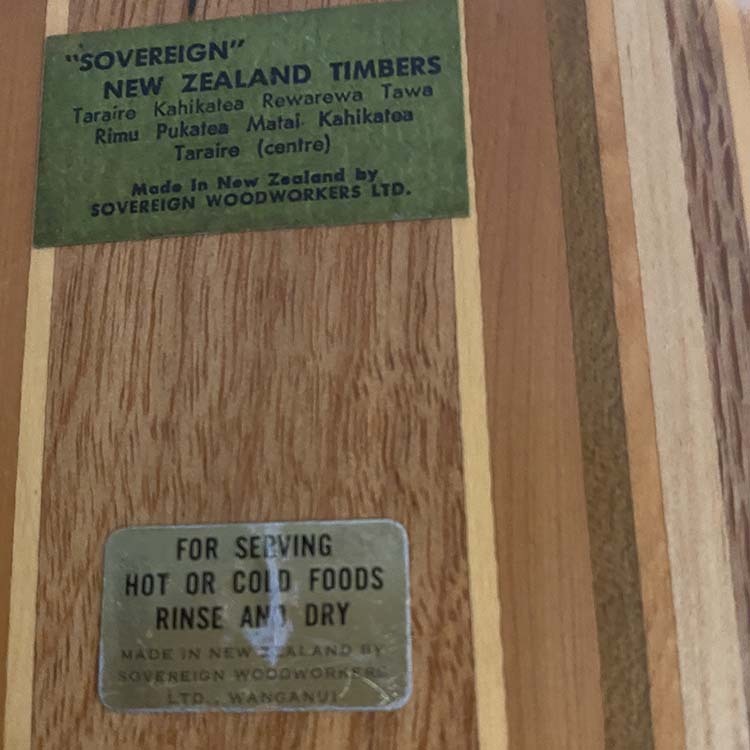 "SOVEREIGN"
NEW ZEALAND TIMBERS
Taraire Kahikatea Rewarewa Tawa
Rimu Pukatea Matai Kahikatea
Taraire (centre)
Made in New Zealand by
SOVEREIGN WOODWORKERS LTD.
FOR SERVING
HOT OR COLD FOODS
RINSE AND DRY
MADE IN NEW ZEALAND BY
SOVEREIGN WOODWORKERS
LTD., WANGANUI